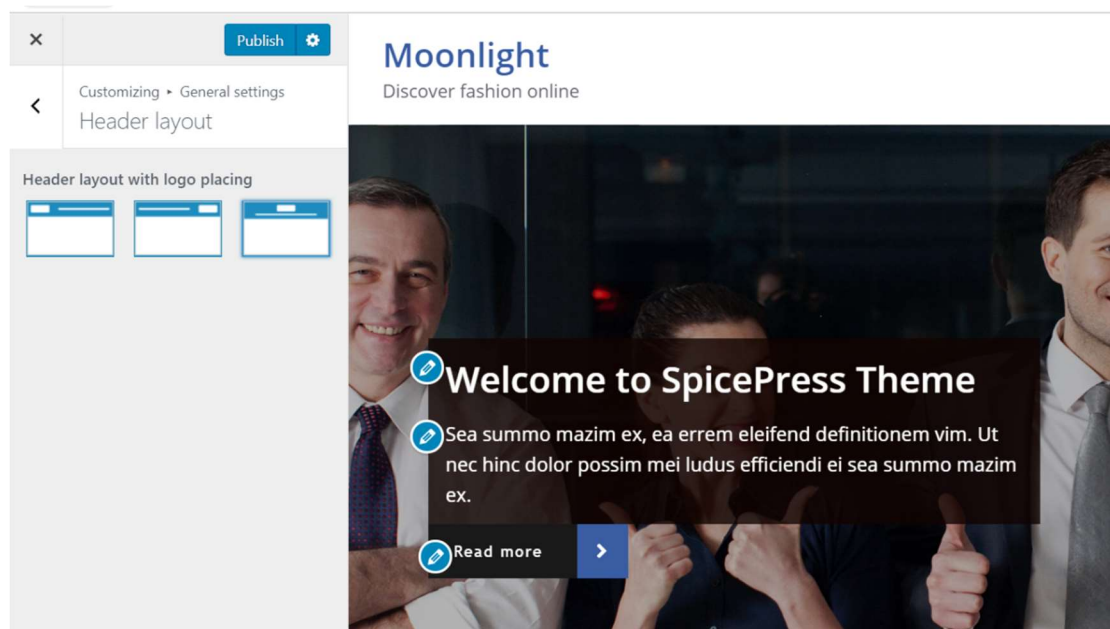 Publish
Customizing ▸ General settings
Header layout
Header layout with logo placing
Moonlight
Discover fashion online
Welcome to SpicePress Theme
Sea summo mazim ex, ea errem eleifend definitionem vim. Ut
nec hinc dolor possim mei ludus efficiendi ei sea summo mazim
ex.
Read more